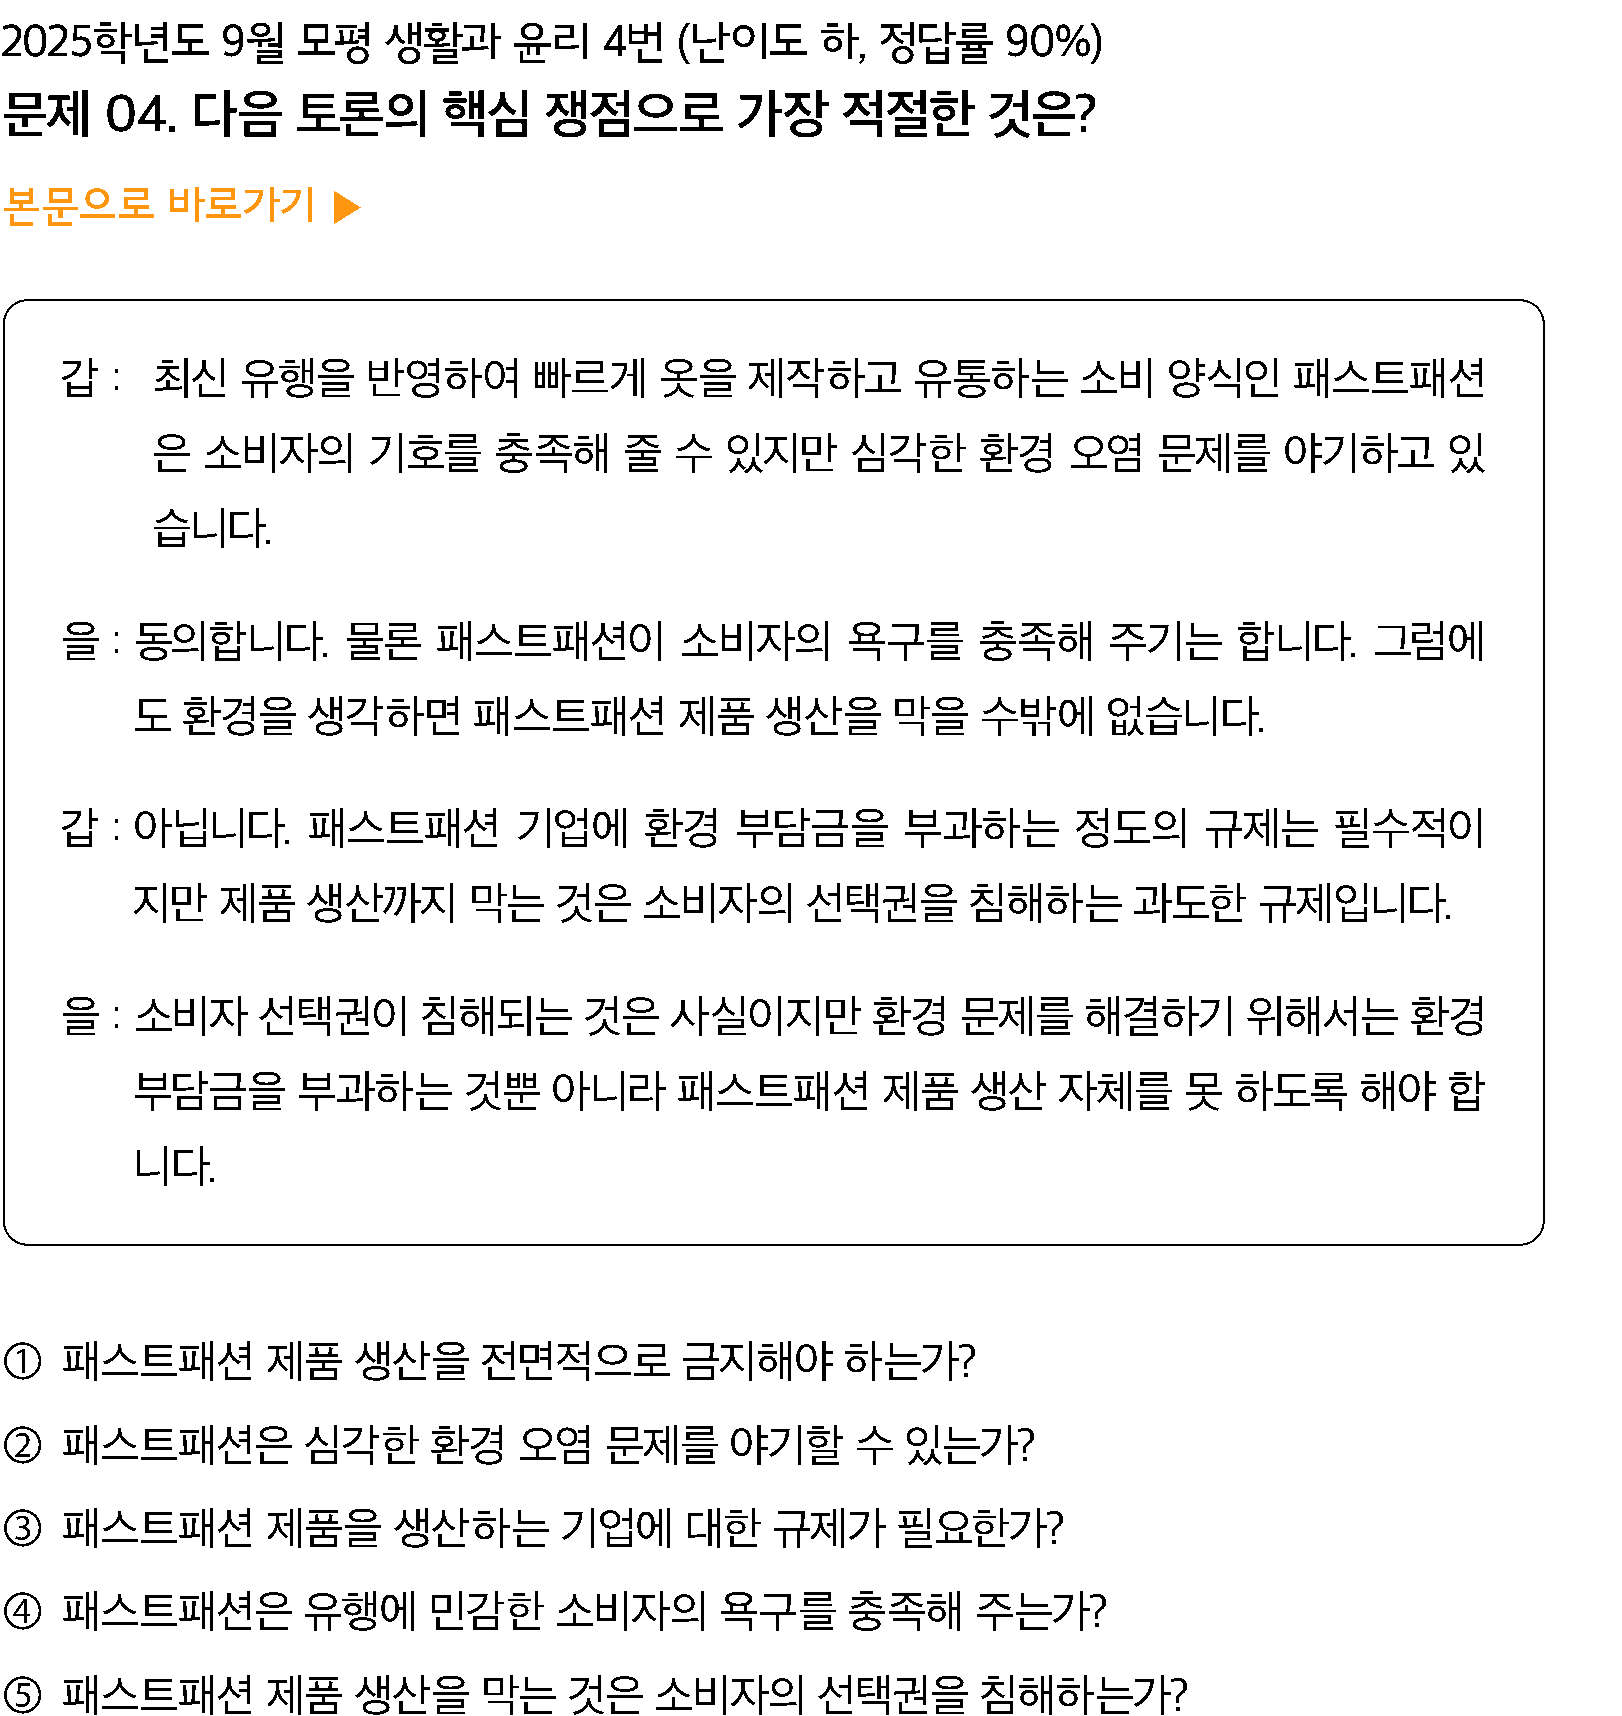 2025학년도 9월 모평 생활과 윤리 4번 (난이도 하, 정답률 90%)
문제 04. 다음 토론의 핵심 쟁점으로 가장 적절한 것은?
본문으로 바로가기 ▶
갑 : 최신 유행을 반영하여 빠르게 옷을 제작하고 유통하는 소비 양식인 패스트패션
은 소비자의 기호를 충족해 줄 수 있지만 심각한 환경 오염 문제를 야기하고 있
습니다.
을 : 동의합니다. 물론 패스트패션이 소비자의 욕구를 충족해 주기는 합니다. 그럼에
도 환경을 생각하면 패스트패션 제품 생산을 막을 수밖에 없습니다.
갑 : 아닙니다. 패스트패션 기업에 환경 부담금을 부과하는 정도의 규제는 필수적이
지만 제품 생산까지 막는 것은 소비자의 선택권을 침해하는 과도한 규제입니다.
을 : 소비자 선택권이 침해되는 것은 사실이지만 환경 문제를 해결하기 위해서는 환경
부담금을 부과하는 것뿐 아니라 패스트패션 제품 생산 자체를 못 하도록 해야 합
니다.
① 패스트패션 제품 생산을 전면적으로 금지해야 하는가?
② 패스트패션은 심각한 환경 오염 문제를 야기할 수 있는가?
③ 패스트패션 제품을 생산하는 기업에 대한 규제가 필요한가?
④ 패스트패션은 유행에 민감한 소비자의 욕구를 충족해 주는가?
⑤ 패스트패션 제품 생산을 막는 것은 소비자의 선택권을 침해하는가?